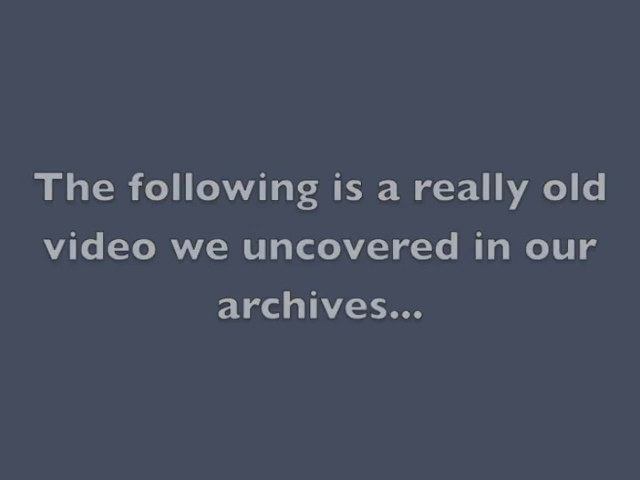 The following is a really old
video we uncovered in our
archives...